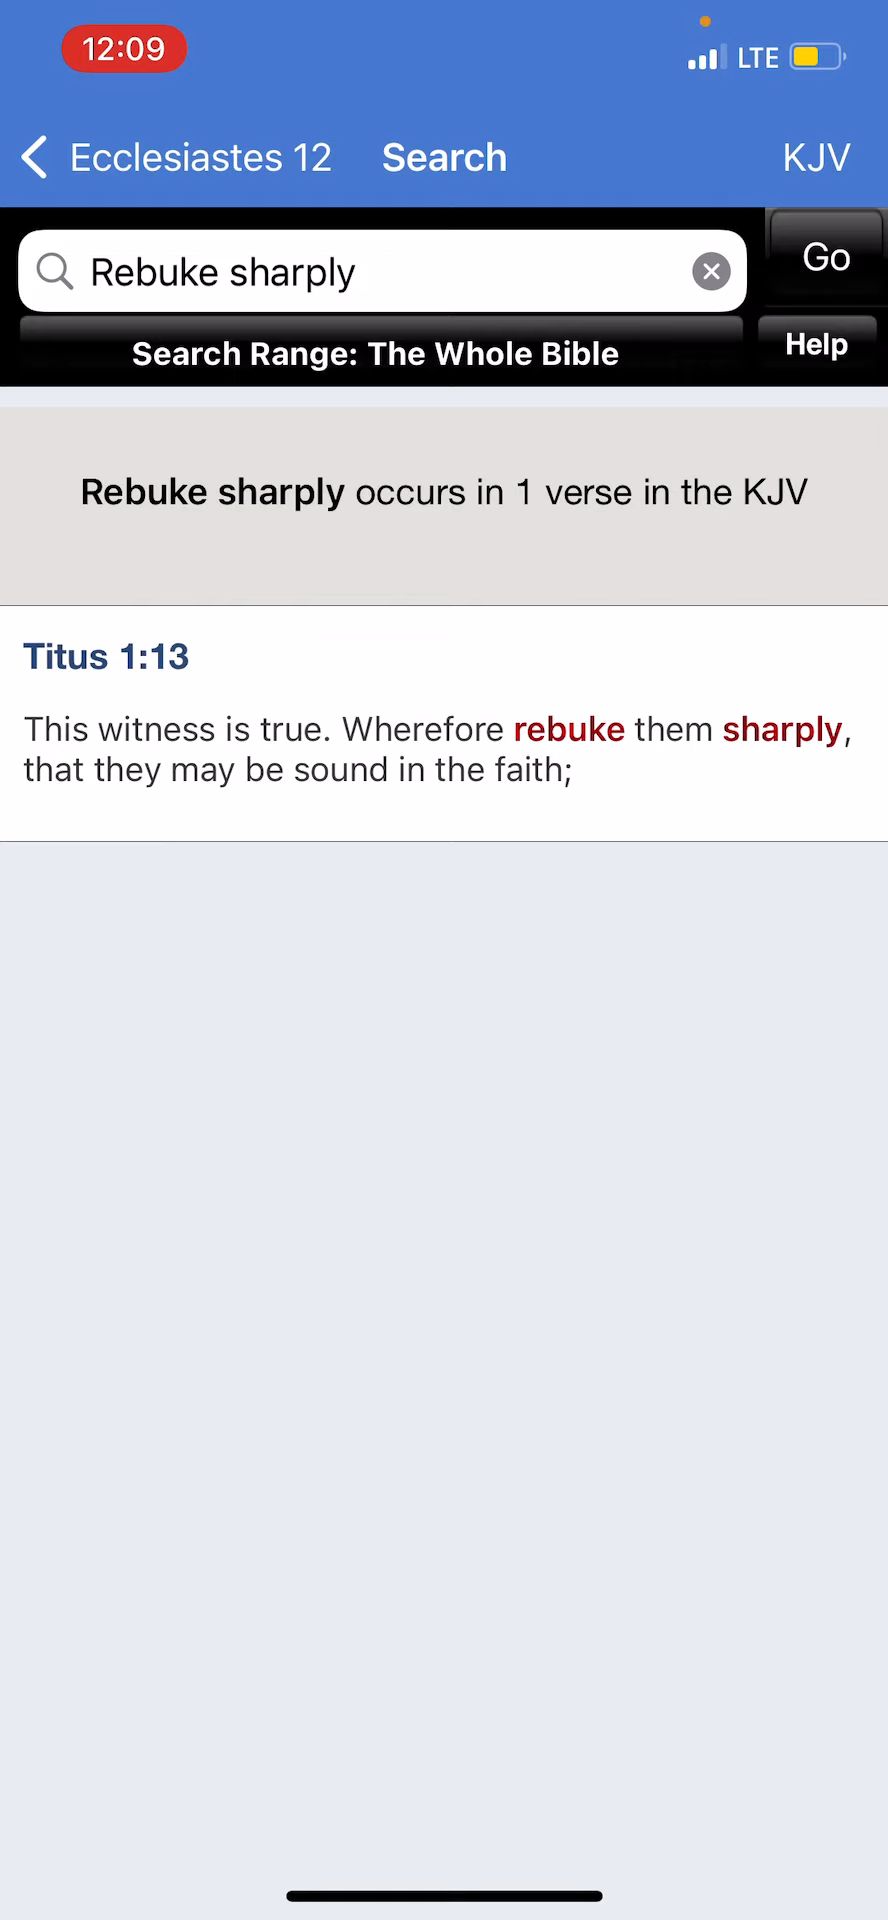 12:09
LTE
Ecclesiastes 12 Search KJV
Rebuke sharply
Go
Search Range: The Whole Bible
Help
Rebuke sharply occurs in 1 verse in the KJV
Titus 1:13
This witness is true. Wherefore rebuke them sharply,
that they may be sound in the faith;